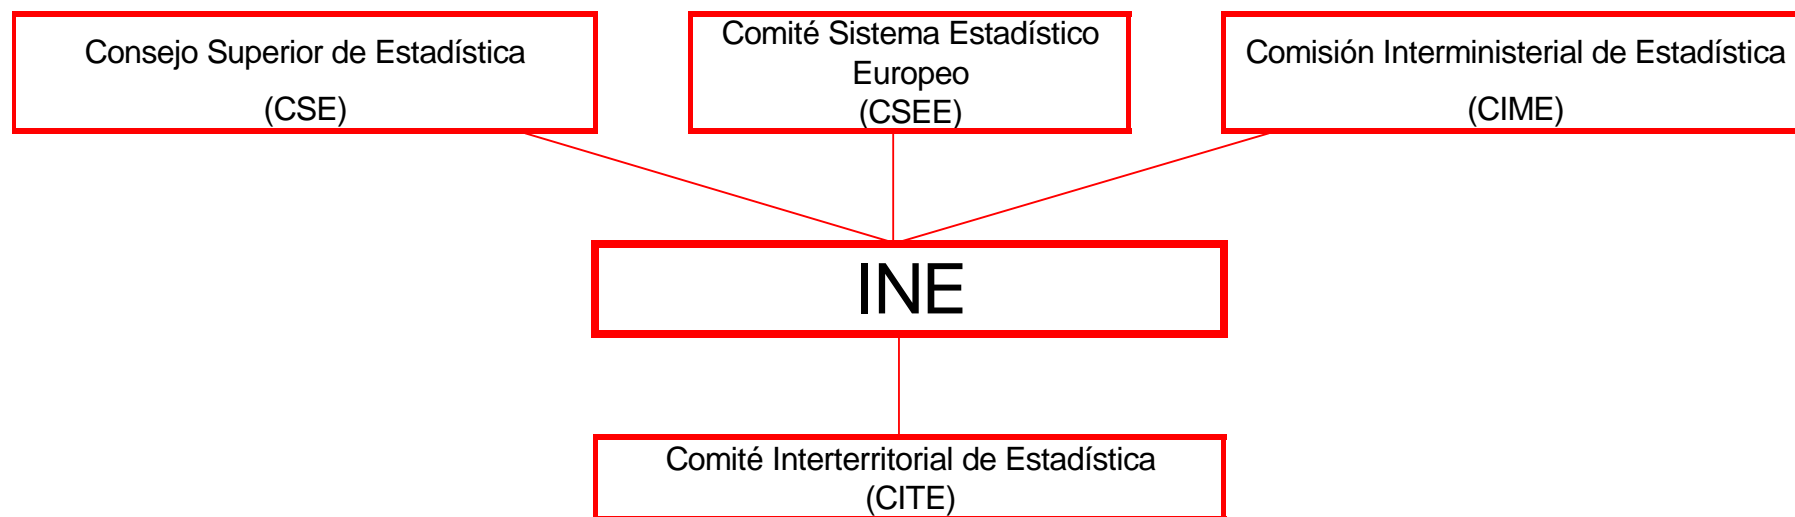 Consejo Superior de Estadística
(CSE)
Comité Sistema Estadístico
Europeo
(CSEE)
Comisión Interministerial de Estadística
(CIME)
INE
Comité Interterritorial de Estadística
(CITE)